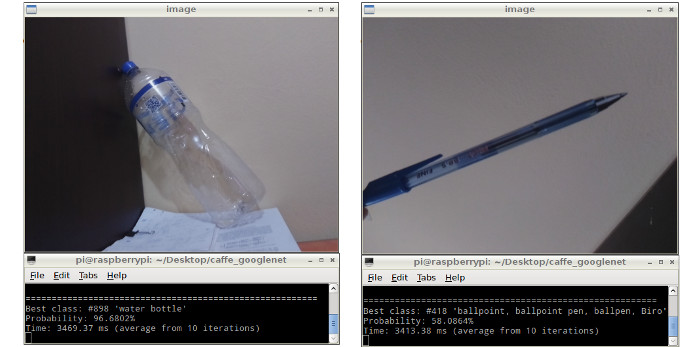 image
pi@raspberrypi: ~/Desktop/caffe_googlenet
File Edit Tabs Help
=====================================================
Best class: #898 'water bottle'
Probability: 96.6802%
Time: 3469.37 ms (average from 10 iterations)
image
FINE
pi@raspberrypi: ~/Desktop/caffe_googlenet
File Edit Tabs Help
=====================================================
Best class: #418 'ballpoint, ballpoint pen, ballpen, Biro'
Probability: 58.0864%
Time: 3413.38 ms (average from 10 iterations)